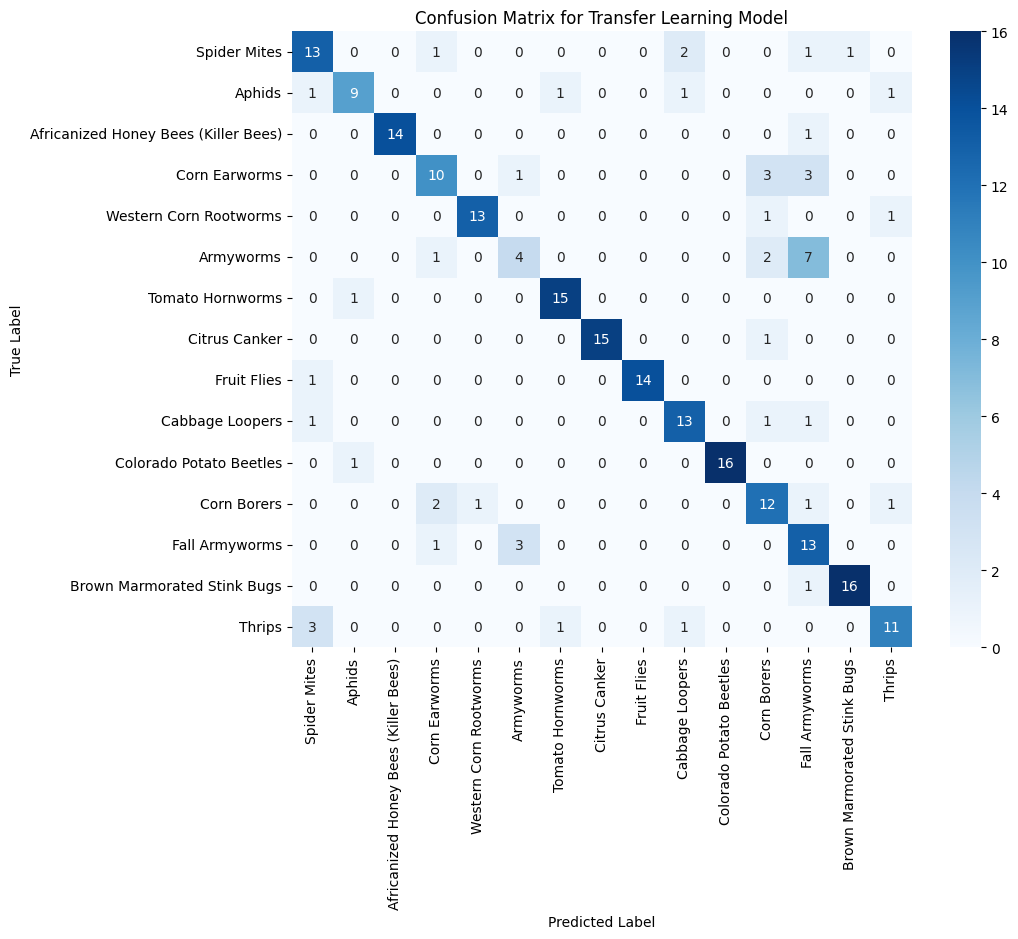 Confusion Matrix for Transfer Learning Model
Spider Mites 13 0 0 1 0 0 0 0 0 2 0 0 1 1 0
Aphids 1 9 0 0 0 0 1 0 0 1 0 0 0 0 1
Africanized Honey Bees (Killer Bees) 0 0 14 0 0 0 0 0 0 0 0 0 1 0 0
Corn Earworms 0 0 0 10 0 1 0 0 0 0 0 3 3 0 0
Western Corn Rootworms 0 0 0 0 13 0 0 0 0 0 0 1 0 0 1
Armyworms 0 0 0 1 0 4 0 0 0 0 0 2 7 0 0
Tomato Hornworms 0 1 0 0 0 0 15 0 0 0 0 0 0 0 0
Citrus Canker 0 0 0 0 0 0 0 15 0 0 0 1 0 0 0
Fruit Flies 1 0 0 0 0 0 0 0 14 0 0 0 0 0 0
Cabbage Loopers 1 0 0 0 0 0 0 0 0 13 0 1 1 0 0
Colorado Potato Beetles 0 1 0 0 0 0 0 0 0 0 16 0 0 0 0
Corn Borers 0 0 0 2 1 0 0 0 0 0 0 12 1 0 1
Fall Armyworms 0 0 0 1 0 3 0 0 0 0 0 0 13 0 0
Brown Marmorated Stink Bugs 0 0 0 0 0 0 0 0 0 0 0 0 1 16 0
Thrips 3 0 0 0 0 0 1 0 0 1 0 0 0 0 11
True Label
Spider Mites
Aphids
Africanized Honey Bees (Killer Bees)
Corn Earworms
Western Corn Rootworms
Armyworms
Tomato Hornworms
Citrus Canker
Fruit Flies
Cabbage Loopers
Colorado Potato Beetles
Corn Borers
Fall Armyworms
Brown Marmorated Stink Bugs
Thrips
Predicted Label
16
14
12
10
8
6
4
2
0